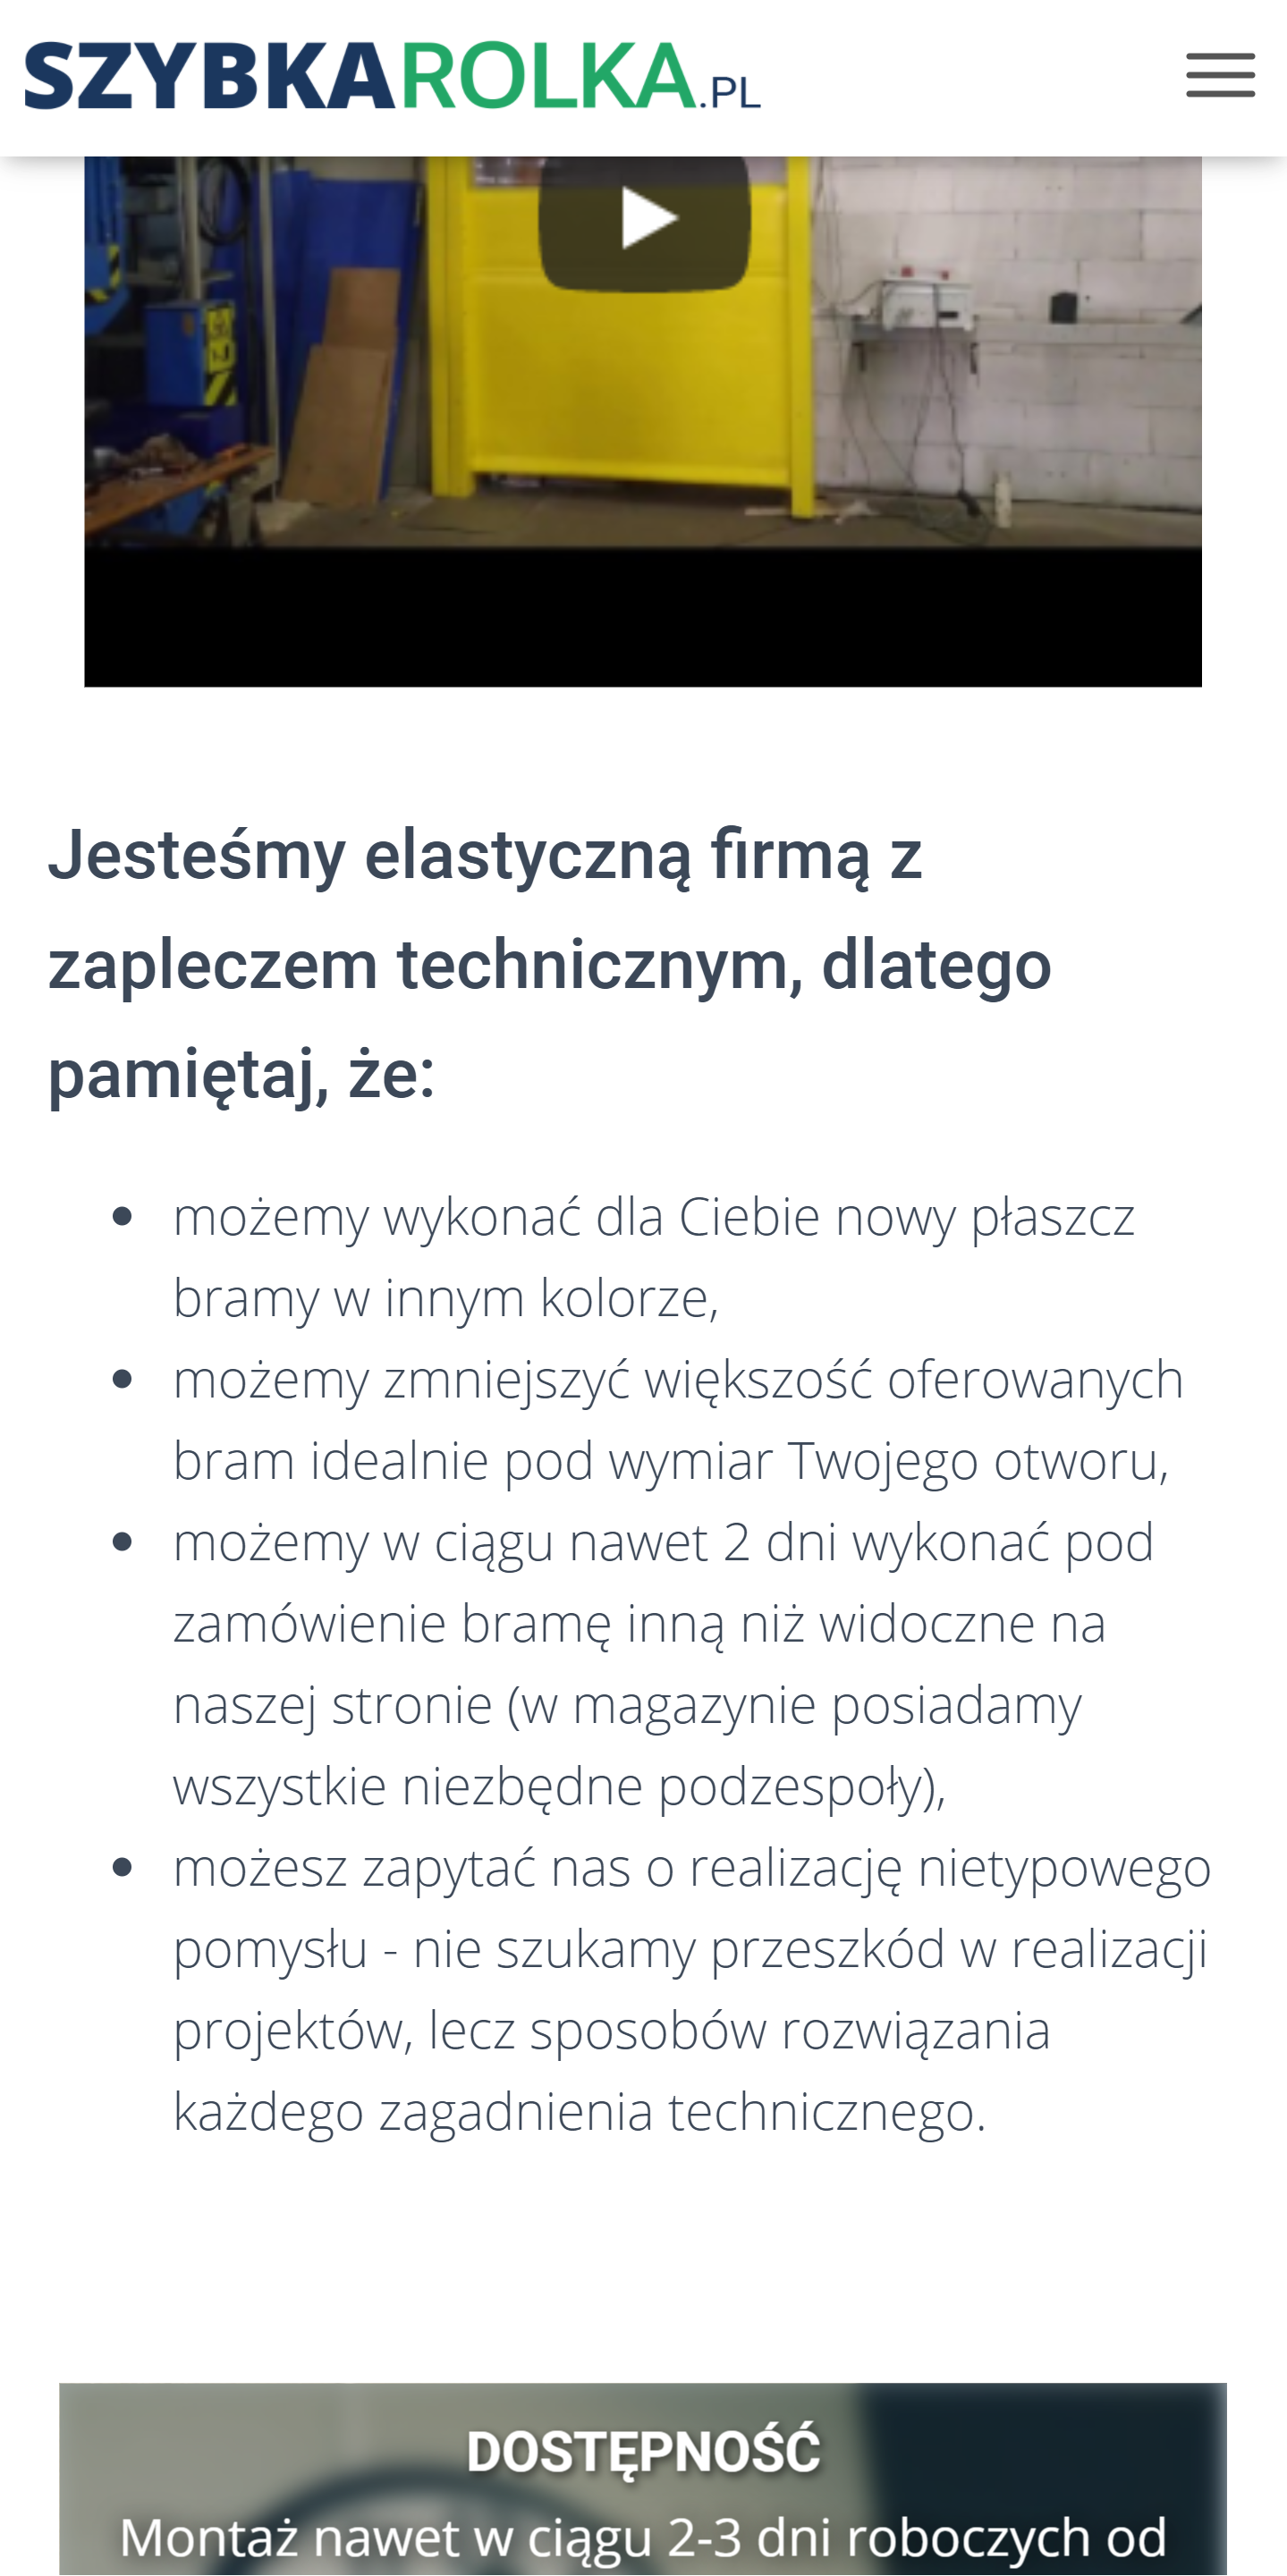 SZYBKAROLKA.PL
Jesteśmy elastyczną firmą z
zapleczem technicznym, dlatego
pamiętaj, że:
• możemy wykonać dla Ciebie nowy płaszcz
bramy w innym kolorze,
• możemy zmniejszyć większość oferowanych
bram idealnie pod wymiar Twojego otworu,
• możemy w ciągu nawet 2 dni wykonać pod
zamówienie bramę inną niż widoczne na
naszej stronie (w magazynie posiadamy
wszystkie niezbędne podzespoły),
• możesz zapytać nas o realizację nietypowego
pomysłu - nie szukamy przeszkód w realizacji
projektów, lecz sposobów rozwiązania
każdego zagadnienia technicznego.
DOSTĘPNOŚĆ
Montaż nawet w ciągu 2-3 dni roboczych od